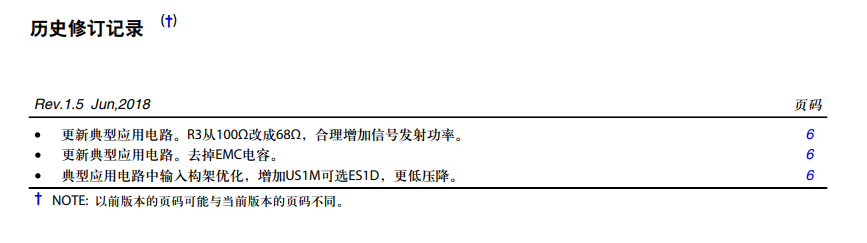 历史修订记录 (†)
Rev.1.5 Jun,2018 页码
● 更新典型应用电路。R3从100Ω改成68Ω，合理增加信号发射功率。 6
● 更新典型应用电路。去掉EMC电容。 6
● 典型应用电路中输入构架优化，增加US1M可选ES1D，更低压降。 6
† NOTE: 以前版本的页码可能与当前版本的页码不同。